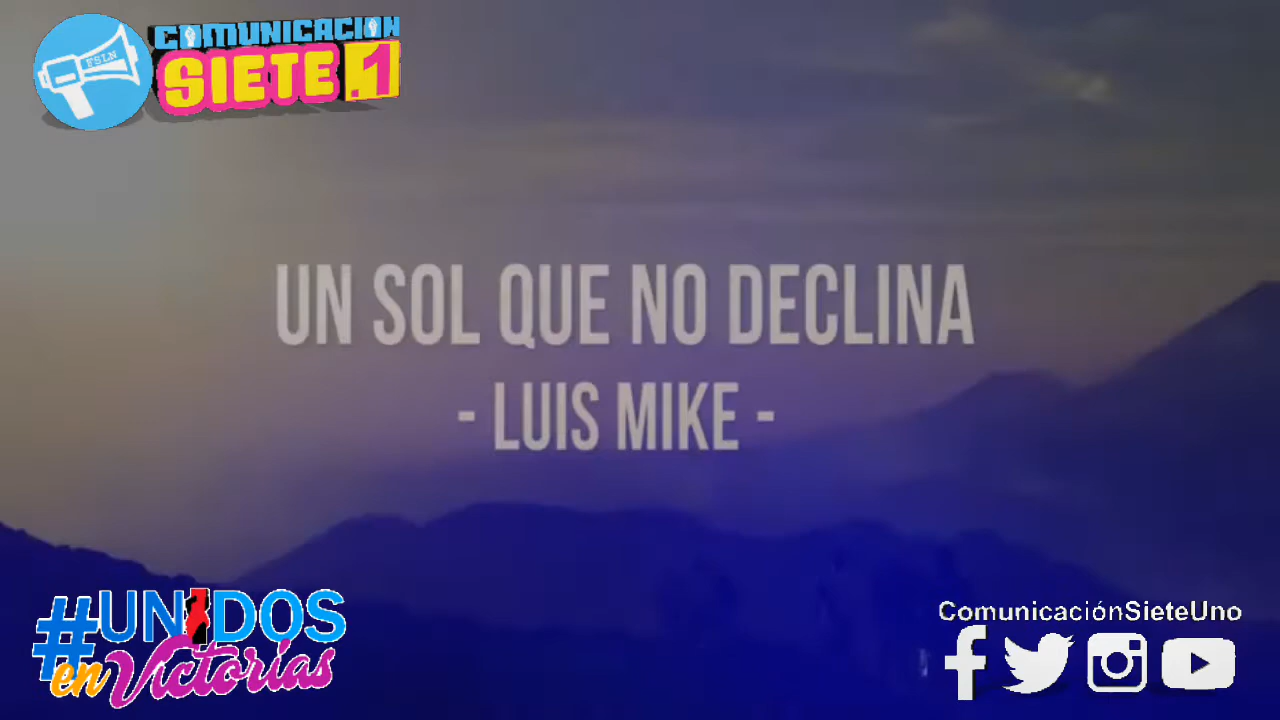 FSLN
COMUNICACIÓN
SIETE.1
UN SOL QUE NO DECLINA
- LUIS MIKE -
#UNIDOS
en Victorias
ComunicaciónSieteUno